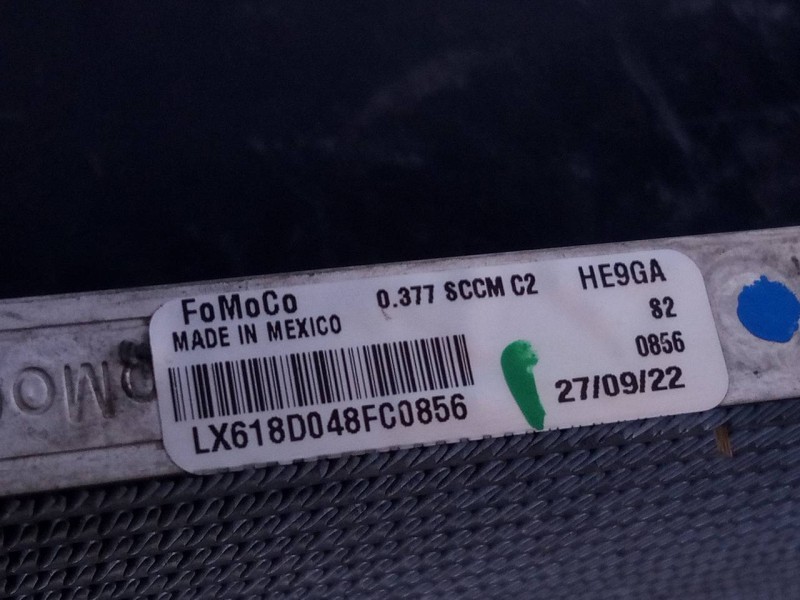 FoMoCo 0.377 SCCM C2 HE9GA
MADE IN MEXICO 82
0856
27/09/22
LX618D048FC0856